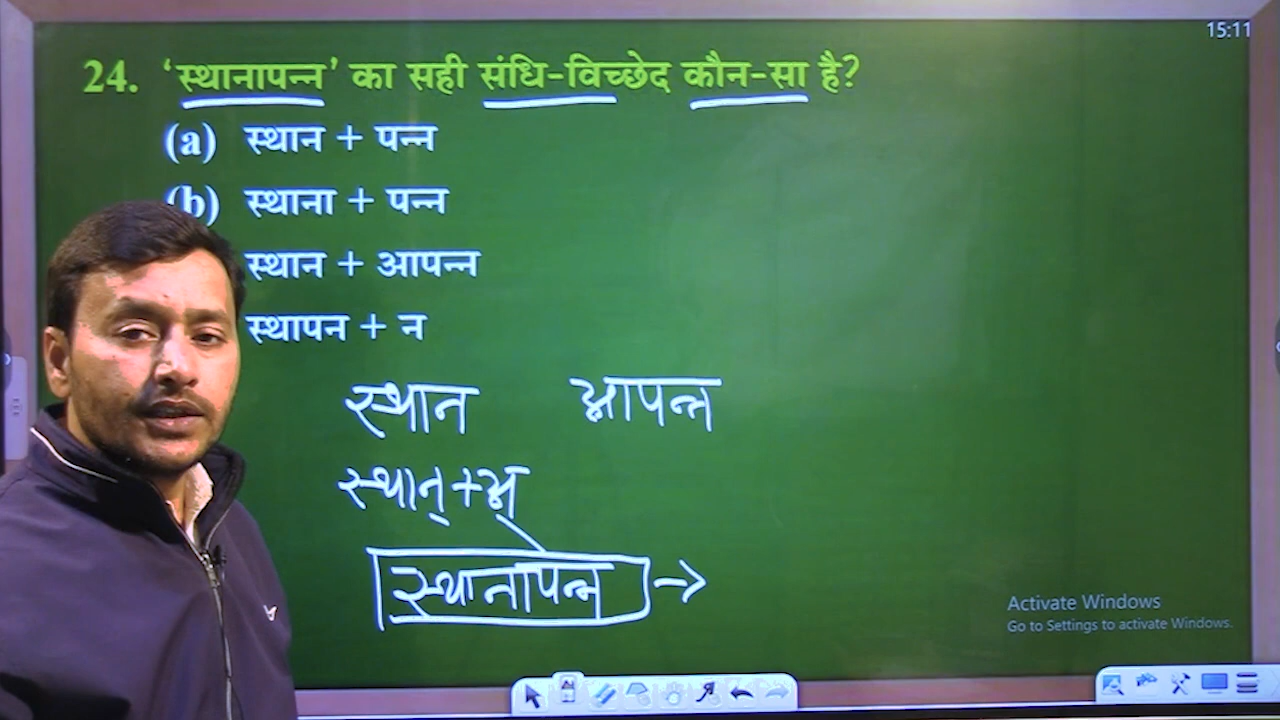 15:11
24. ‘स्थानापन्न’ का सही संधि-विच्छेद कौन-सा है?
(a) स्थान + पन्न
(b) स्थाना + पन्न
स्थान + आपन्न
स्थापन + न
स्थान आपन्न
स्थान् + अ
स्थानापन्न →
Activate Windows
Go to Settings to activate Windows.